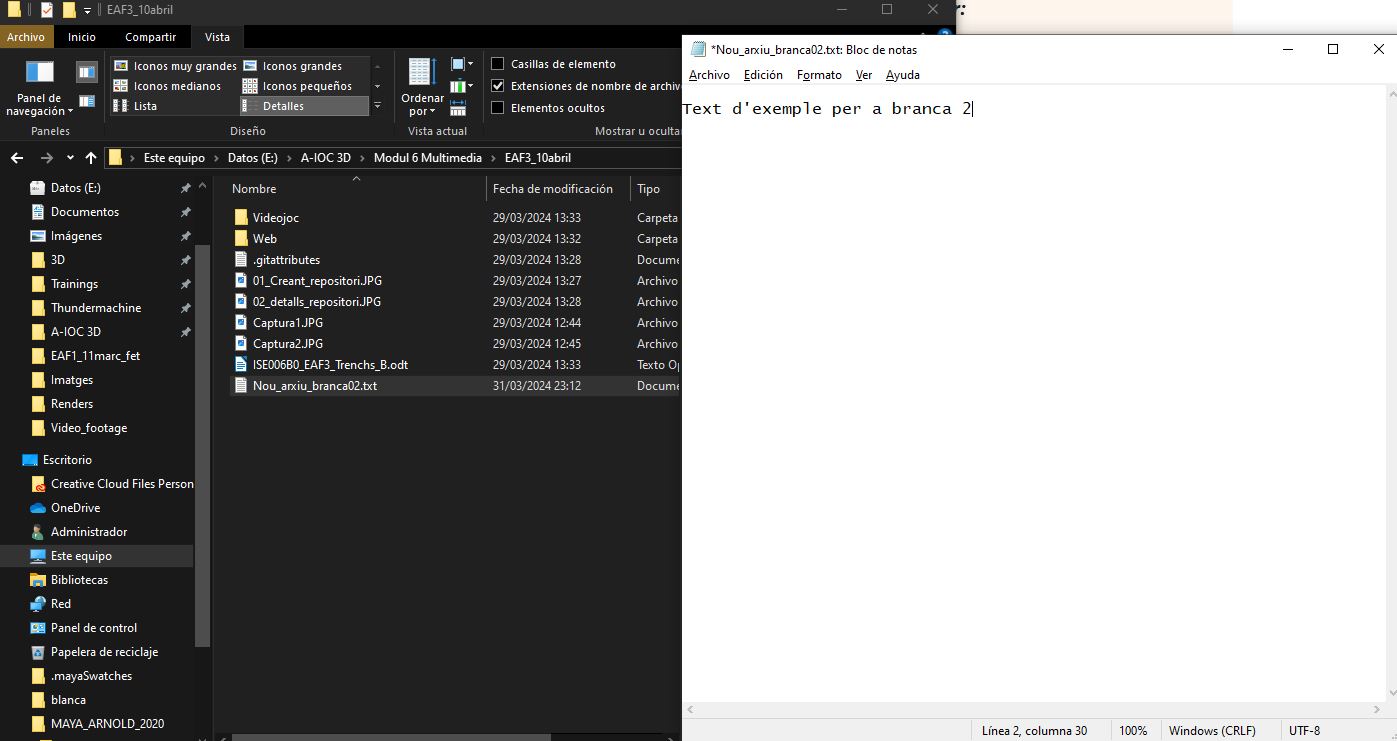 EAF3_10abril
r:
Archivo Inicio Compartir Vista
Panel de navegación
Iconos muy grandes Iconos grandes
Iconos medianos Iconos pequeños
Lista Detalles
Ordenar por
Casillas de elemento
Extensiones de nombre de archiv
Elementos ocultos
Paneles Diseño Vista actual Mostrar u oculta
Este equipo Datos (E:) A-IOC 3D Modul 6 Multimedia EAF3_10abril
Datos (E:)
Documentos
Imágenes
3D
Trainings
Thundermachine
A-IOC 3D
EAF1_11marc_fet
Imatges
Renders
Video_footage
Escritorio
Creative Cloud Files Person
OneDrive
Administrador
Este equipo
Bibliotecas
Red
Panel de control
Papelera de reciclaje
.mayaSwatches
blanca
MAYA_ARNOLD_2020
Nombre Fecha de modificación Tipo
Videojoc 29/03/2024 13:33 Carpeta
Web 29/03/2024 13:32 Carpeta
.gitattributes 29/03/2024 13:28 Docume
01_Creant_repositori.JPG 29/03/2024 13:27 Archivo
02_detalls_repositori.JPG 29/03/2024 13:28 Archivo
Captura1.JPG 29/03/2024 12:44 Archivo
Captura2.JPG 29/03/2024 12:45 Archivo
ISE006B0_EAF3_Trenchs_B.odt 29/03/2024 13:33 Texto Op
Nou_arxiu_branca02.txt 31/03/2024 23:12 Docume
*Nou_arxiu_branca02.txt: Bloc de notas
Archivo Edición Formato Ver Ayuda
Text d'exemple per a branca 2
Línea 2, columna 30 100% Windows (CRLF) UTF-8